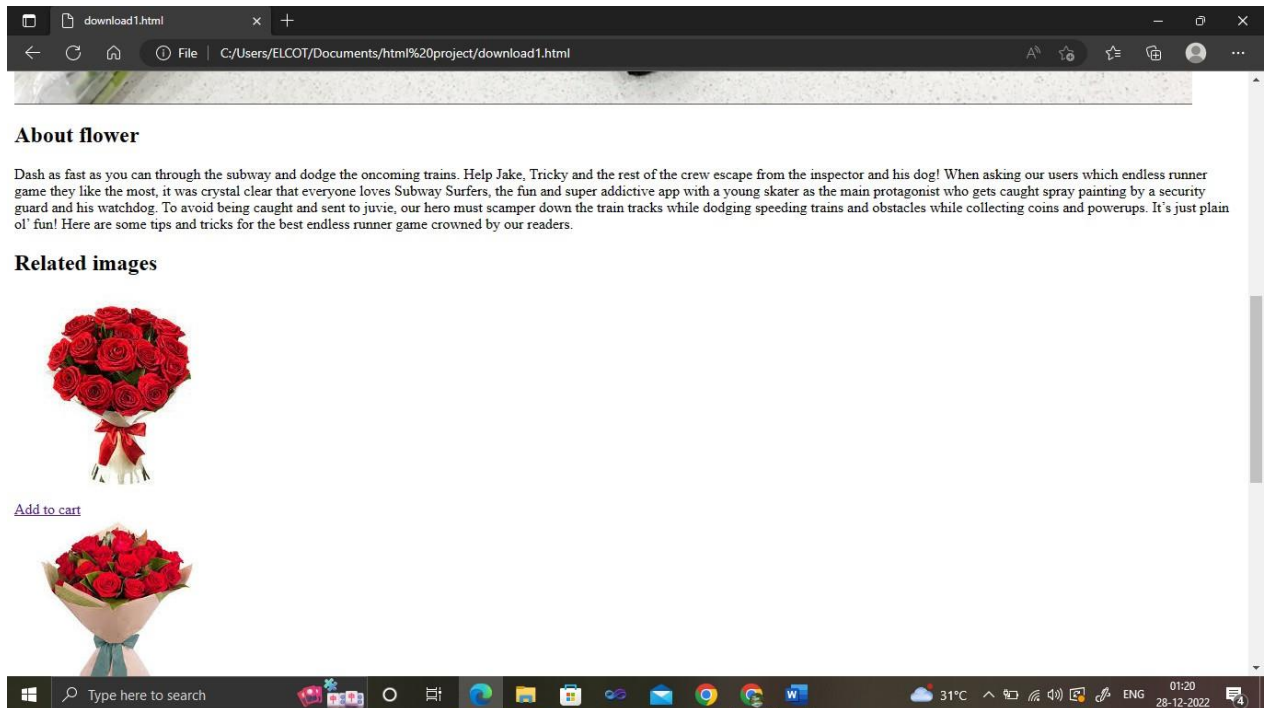 download1.html
File
C:/Users/ELCOT/Documents/html%20project/download1.html
About flower
Dash as fast as you can through the subway and dodge the oncoming trains. Help Jake, Tricky and the rest of the crew escape from the inspector and his dog! When asking our users which endless runner
game they like the most, it was crystal clear that everyone loves Subway Surfers, the fun and super addictive app with a young skater as the main protagonist who gets caught spray painting by a security
guard and his watchdog. To avoid being caught and sent to juvie, our hero must scamper down the train tracks while dodging speeding trains and obstacles while collecting coins and powerups. It’s just plain
ol’ fun! Here are some tips and tricks for the best endless runner game crowned by our readers.
Related images
Add to cart
Type here to search
31°C
ENG
01:20
28-12-2022
4